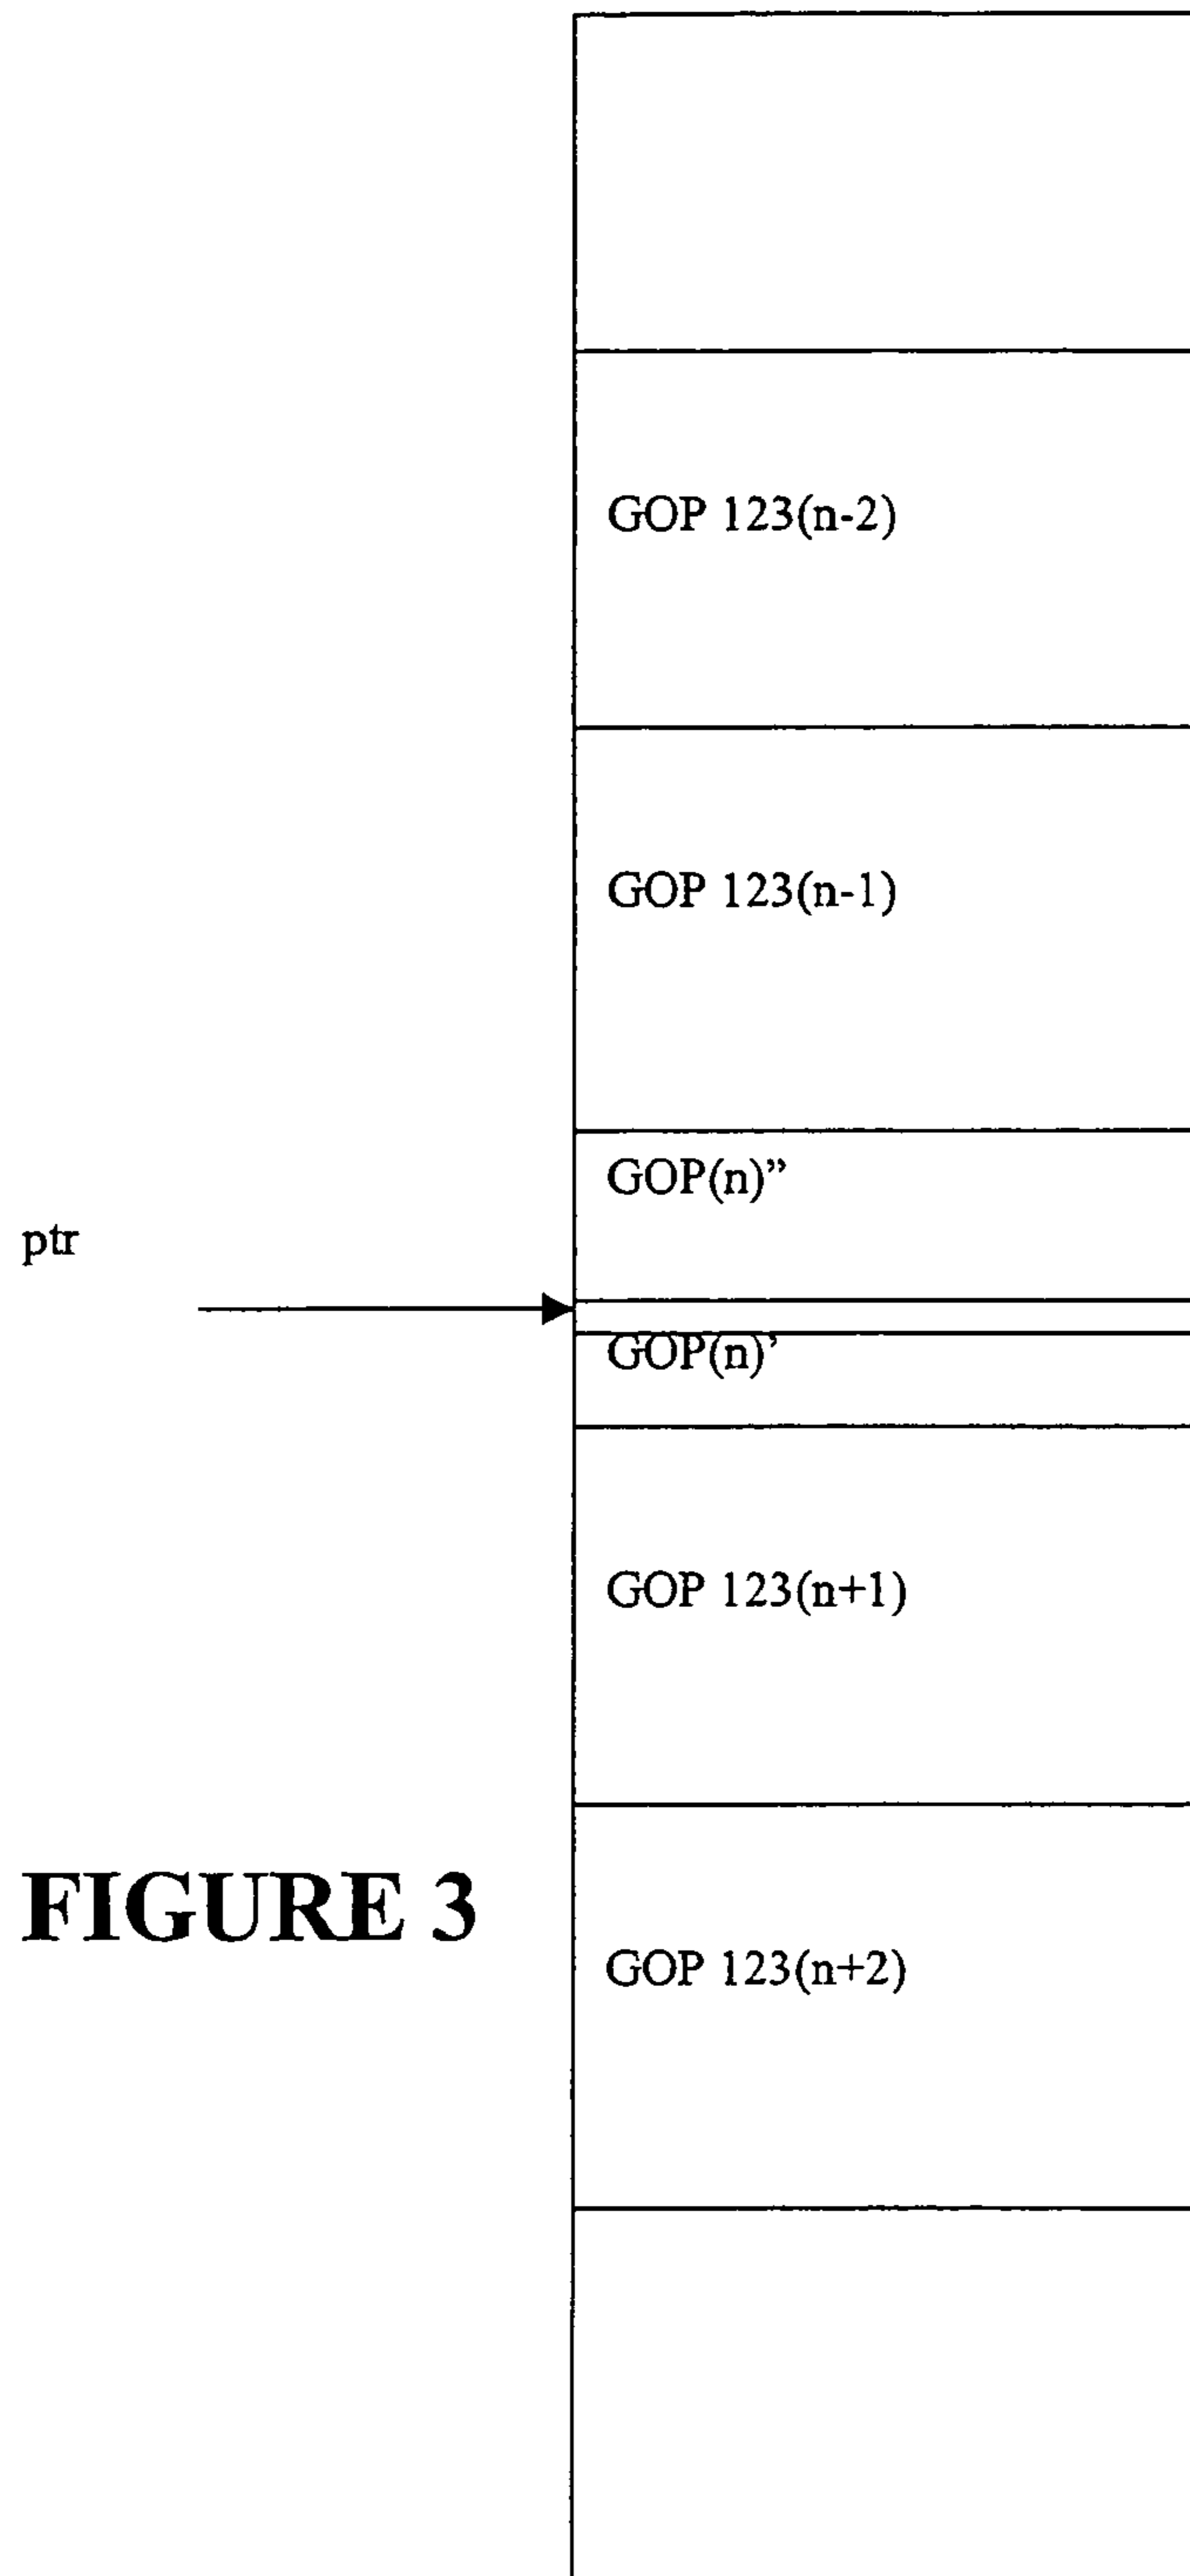 GOP 123(n-2)
GOP 123(n-1)
GOP(n)”
ptr
GOP(n)’
GOP 123(n+1)
FIGURE 3
GOP 123(n+2)